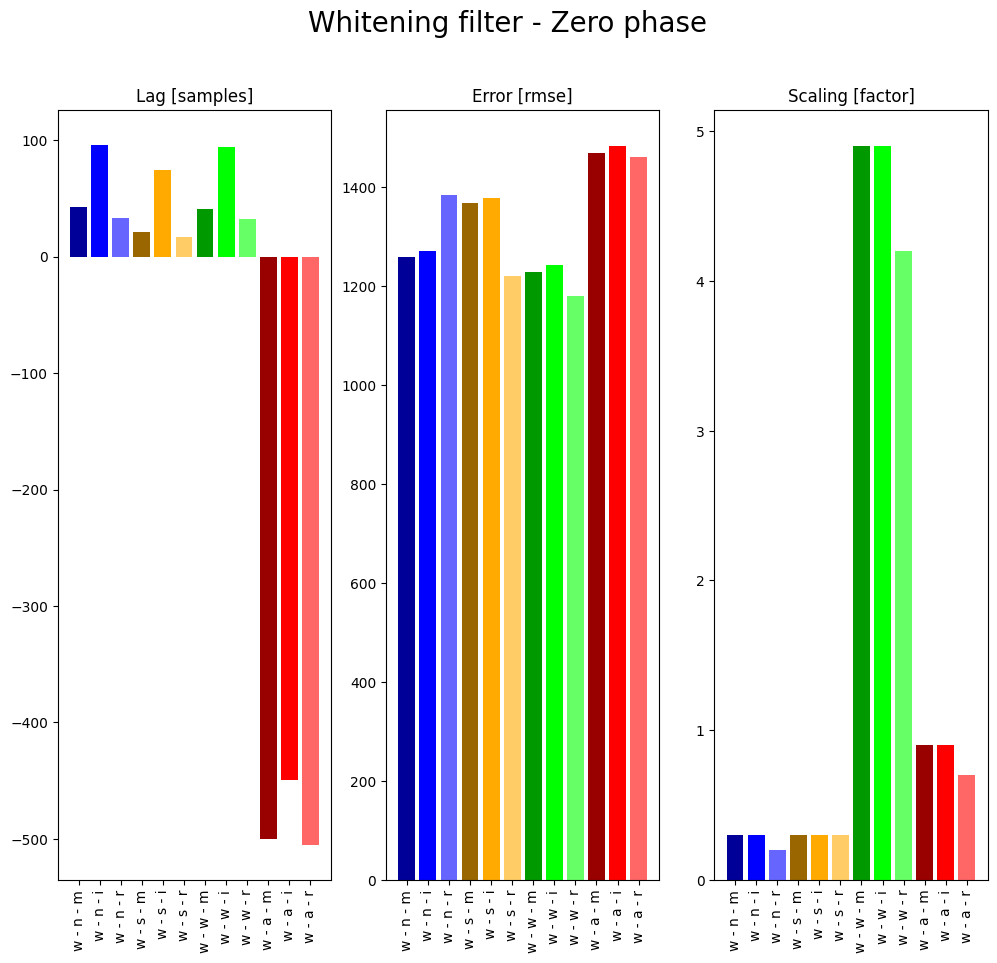 Whitening filter - Zero phase
Lag [samples]
100
0
−100
−200
−300
−400
−500
w - n - m
w - n - i
w - n - r
w - s - m
w - s - i
w - s - r
w - w - m
w - w - i
w - w - r
w - a - m
w - a - i
w - a - r
Error [rmse]
1400
1200
1000
800
600
400
200
0
w - n - m
w - n - i
w - n - r
w - s - m
w - s - i
w - s - r
w - w - m
w - w - i
w - w - r
w - a - m
w - a - i
w - a - r
Scaling [factor]
5
4
3
2
1
0
w - n - m
w - n - i
w - n - r
w - s - m
w - s - i
w - s - r
w - w - m
w - w - i
w - w - r
w - a - m
w - a - i
w - a - r